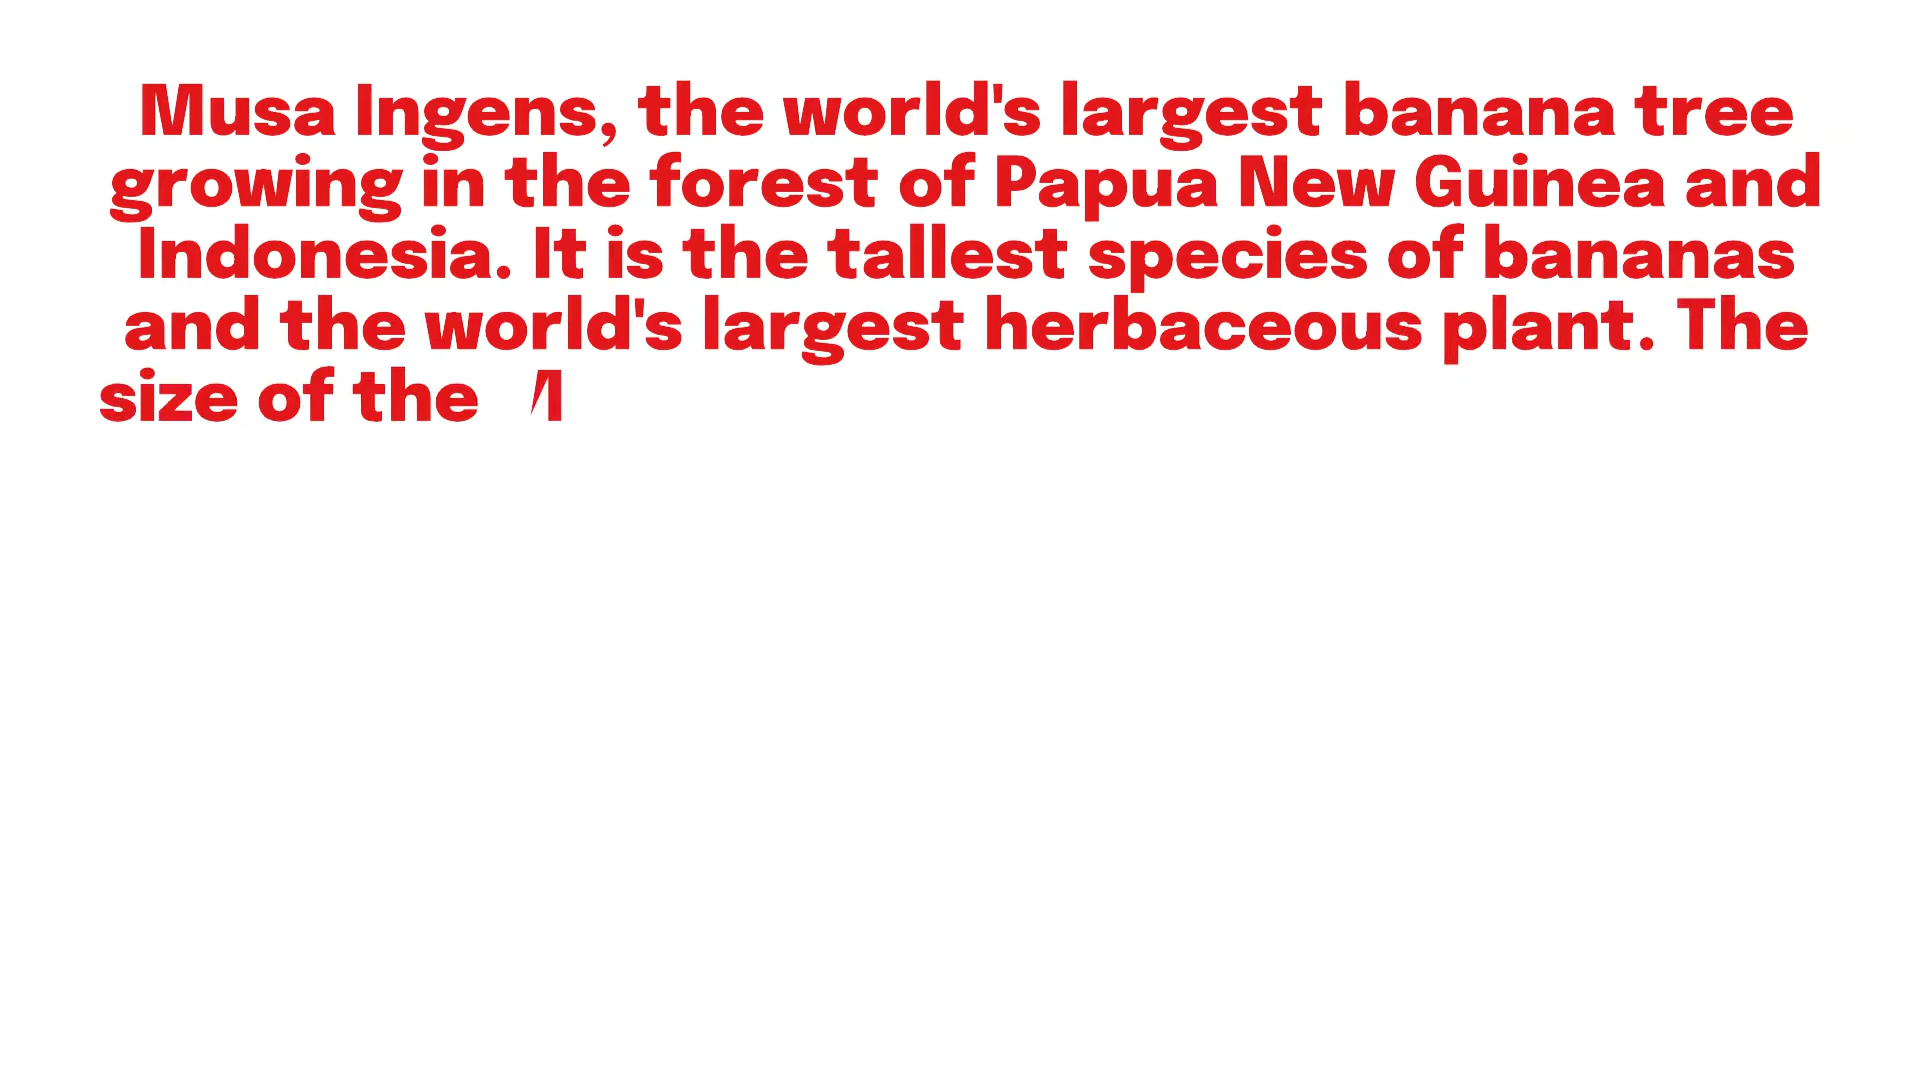 Musa Ingens, the world's largest banana tree
growing in the forest of Papua New Guinea and
Indonesia. It is the tallest species of bananas
and the world's largest herbaceous plant. The
size of the